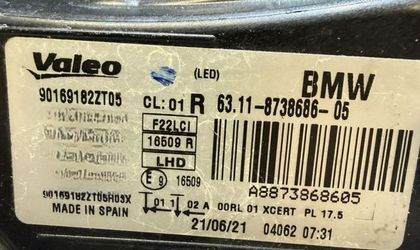 Valeo (LED) BMW
90169182ZT05 CL: 01 R 63.11-8738686-05
F22LCI
16509 R
LHD
E9 16509 A8873868605
90169182ZT05H03X 01 1 02 A 00RL 01 XCERT PL 17.5
MADE IN SPAIN 21/06/21 04062 07:31